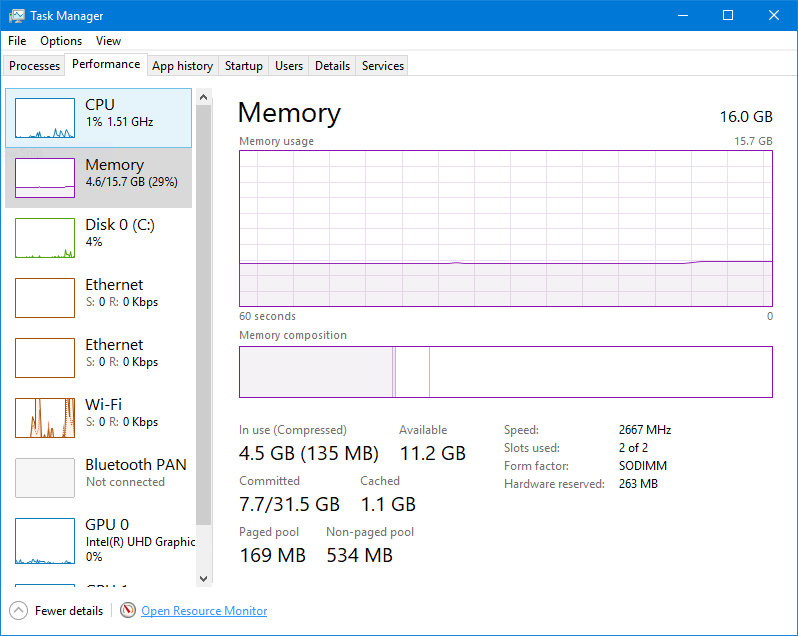 Task Manager
File Options View
Processes Performance App history Startup Users Details Services
CPU
1% 1.51 GHz
Memory
4.6/15.7 GB (29%)
Disk 0 (C:)
4%
Ethernet
S: 0 R: 0 Kbps
Ethernet
S: 0 R: 0 Kbps
Wi-Fi
S: 0 R: 0 Kbps
Bluetooth PAN
Not connected
GPU 0
Intel(R) UHD Graphic
0%
Memory 16.0 GB
Memory usage 15.7 GB
60 seconds 0
Memory composition
In use (Compressed) Available
4.5 GB (135 MB) 11.2 GB
Committed Cached
7.7/31.5 GB 1.1 GB
Paged pool Non-paged pool
169 MB 534 MB
Speed: 2667 MHz
Slots used: 2 of 2
Form factor: SODIMM
Hardware reserved: 263 MB
Fewer details Open Resource Monitor